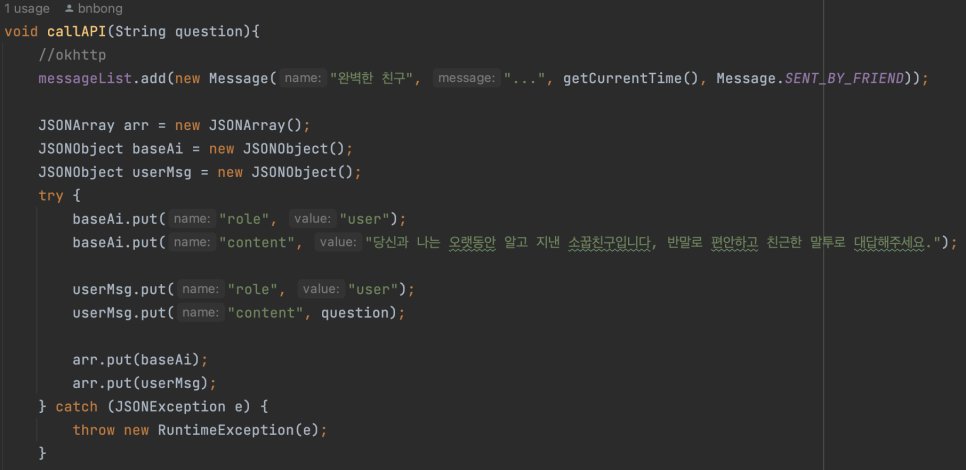 1 usage bnbong
void callAPI(String question){
//okhttp
messageList.add(new Message( name: "완벽한 친구", message: "...", getCurrentTime(), Message.SENT_BY_FRIEND));
JSONArray arr = new JSONArray();
JSONObject baseAi = new JSONObject();
JSONObject userMsg = new JSONObject();
try {
baseAi.put( name: "role", value: "user");
baseAi.put( name: "content", value: "당신과 나는 오랫동안 알고 지낸 소꿉친구입니다, 반말로 편안하고 친근한 말투로 대답해주세요.");
userMsg.put( name: "role", value: "user");
userMsg.put( name: "content", question);
arr.put(baseAi);
arr.put(userMsg);
} catch (JSONException e) {
throw new RuntimeException(e);
}